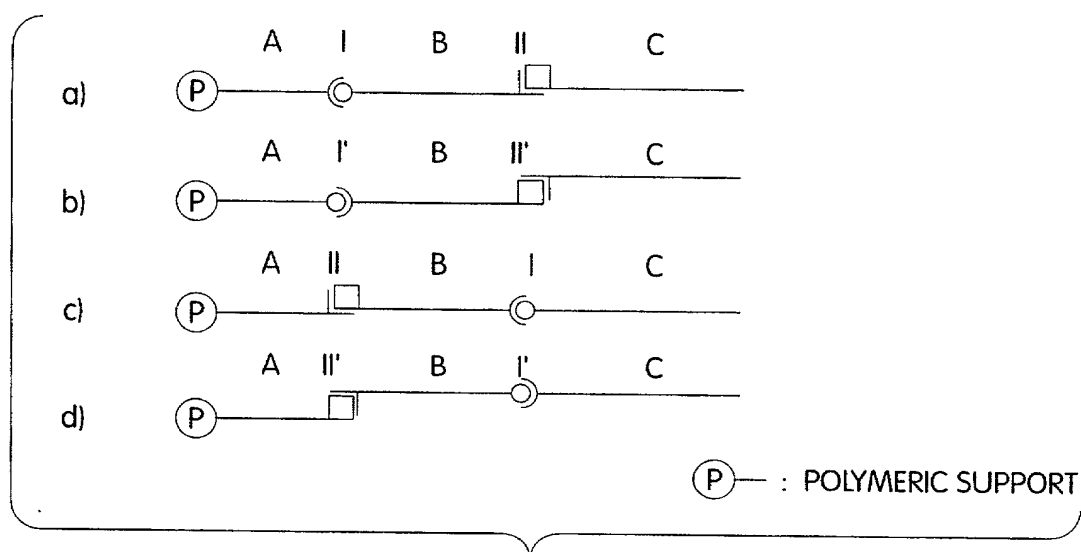 A I B II C
a) P
A I' B II' C
b) P
A II B I C
c) P
A II' B I' C
d) P
P : POLYMERIC SUPPORT